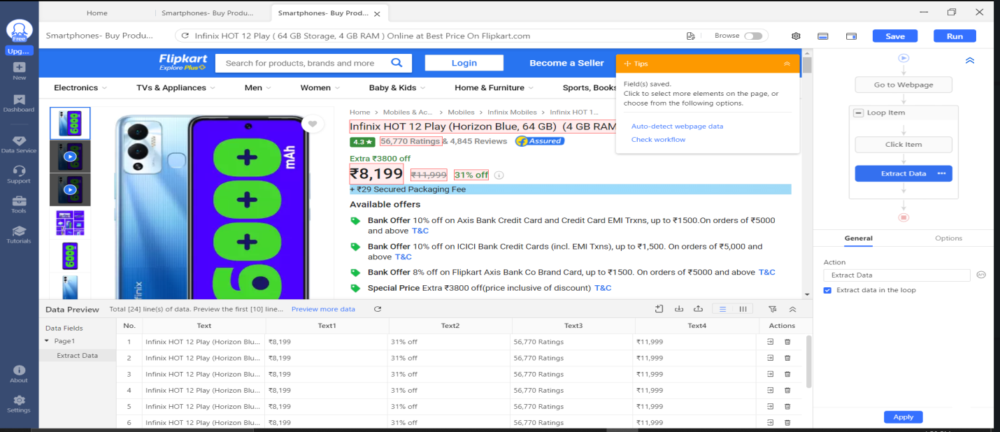 Home
Smartphones- Buy Produ...
Smartphones- Buy Prod...
Free
Upg...
New
Dashboard
Data Service
Support
Tools
Tutorials
About
Settings
Smartphones- Buy Produ...
Infinix HOT 12 Play ( 64 GB Storage, 4 GB RAM ) Online at Best Price On Flipkart.com
Browse
Save
Run
Flipkart
Explore Plus
Search for products, brands and more
Login
Become a Seller
Electronics
TVs & Appliances
Men
Women
Baby & Kids
Home & Furniture
Sports, Books
Tips
Field(s) saved.
Click to select more elements on the page, or
choose from the following options.
Auto-detect webpage data
Check workflow
Home > Mobiles & Ac... > Mobiles > Infinix Mobiles > Infinix HOT 1...
Infinix HOT 12 Play (Horizon Blue, 64 GB) (4 GB RAM
4.3★ 56,770 Ratings & 4,845 Reviews Assured
Extra ₹3800 off
₹8,199 ₹11,999 31% off
+ ₹29 Secured Packaging Fee
Available offers
Bank Offer 10% off on Axis Bank Credit Card and Credit Card EMI Trxns, up to ₹1500.On orders of ₹5000
and above T&C
Bank Offer 10% off on ICICI Bank Credit Cards (incl. EMI Txns), up to ₹1,500. On orders of ₹5,000 and
above T&C
Bank Offer 8% off on Flipkart Axis Bank Co Brand Card, up to ₹1500. On orders of ₹5000 and above T&C
Special Price Extra ₹3800 off(price inclusive of discount) T&C
mAh
6000
Infinix
Go to Webpage
Loop Item
Click Item
Extract Data
General
Options
Action
Extract Data
Extract data in the loop
Apply
Data Preview Total [24] line(s) of data. Preview the first [10] line... Preview more data
Data Fields
Page1
Extract Data
No. Text Text1 Text2 Text3 Text4 Actions
1 Infinix HOT 12 Play (Horizon Blu... ₹8,199 31% off 56,770 Ratings ₹11,999
2 Infinix HOT 12 Play (Horizon Blu... ₹8,199 31% off 56,770 Ratings ₹11,999
3 Infinix HOT 12 Play (Horizon Blu... ₹8,199 31% off 56,770 Ratings ₹11,999
4 Infinix HOT 12 Play (Horizon Blu... ₹8,199 31% off 56,770 Ratings ₹11,999
5 Infinix HOT 12 Play (Horizon Blu... ₹8,199 31% off 56,770 Ratings ₹11,999
6 Infinix HOT 12 Play (Horizon Blu... ₹8,199 31% off 56,770 Ratings ₹11,999